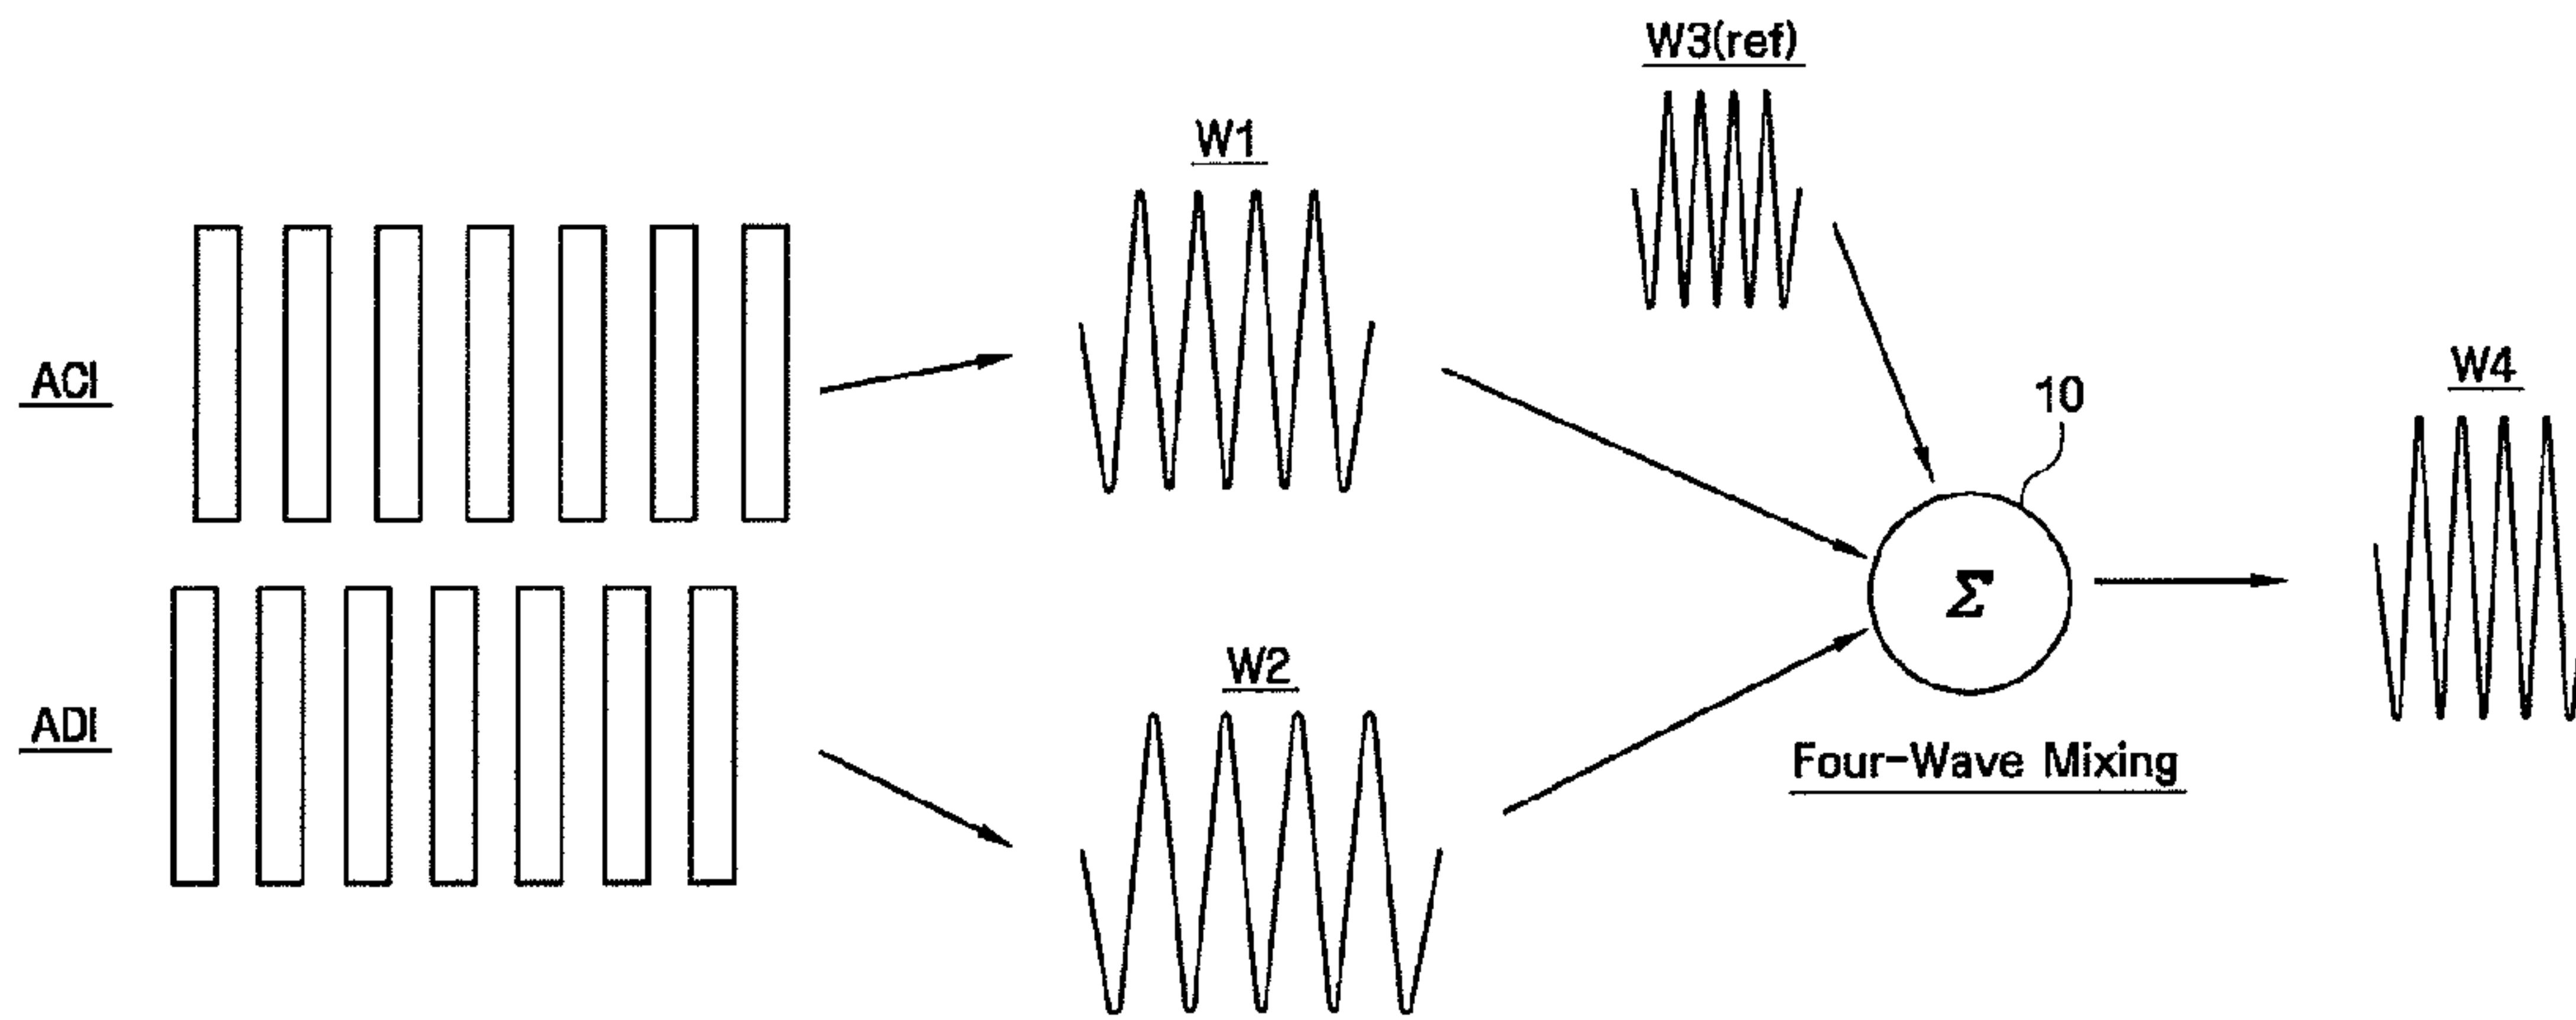 W3(ref)
W1
ACI
10
W4
Σ
W2
ADI
Four-Wave Mixing